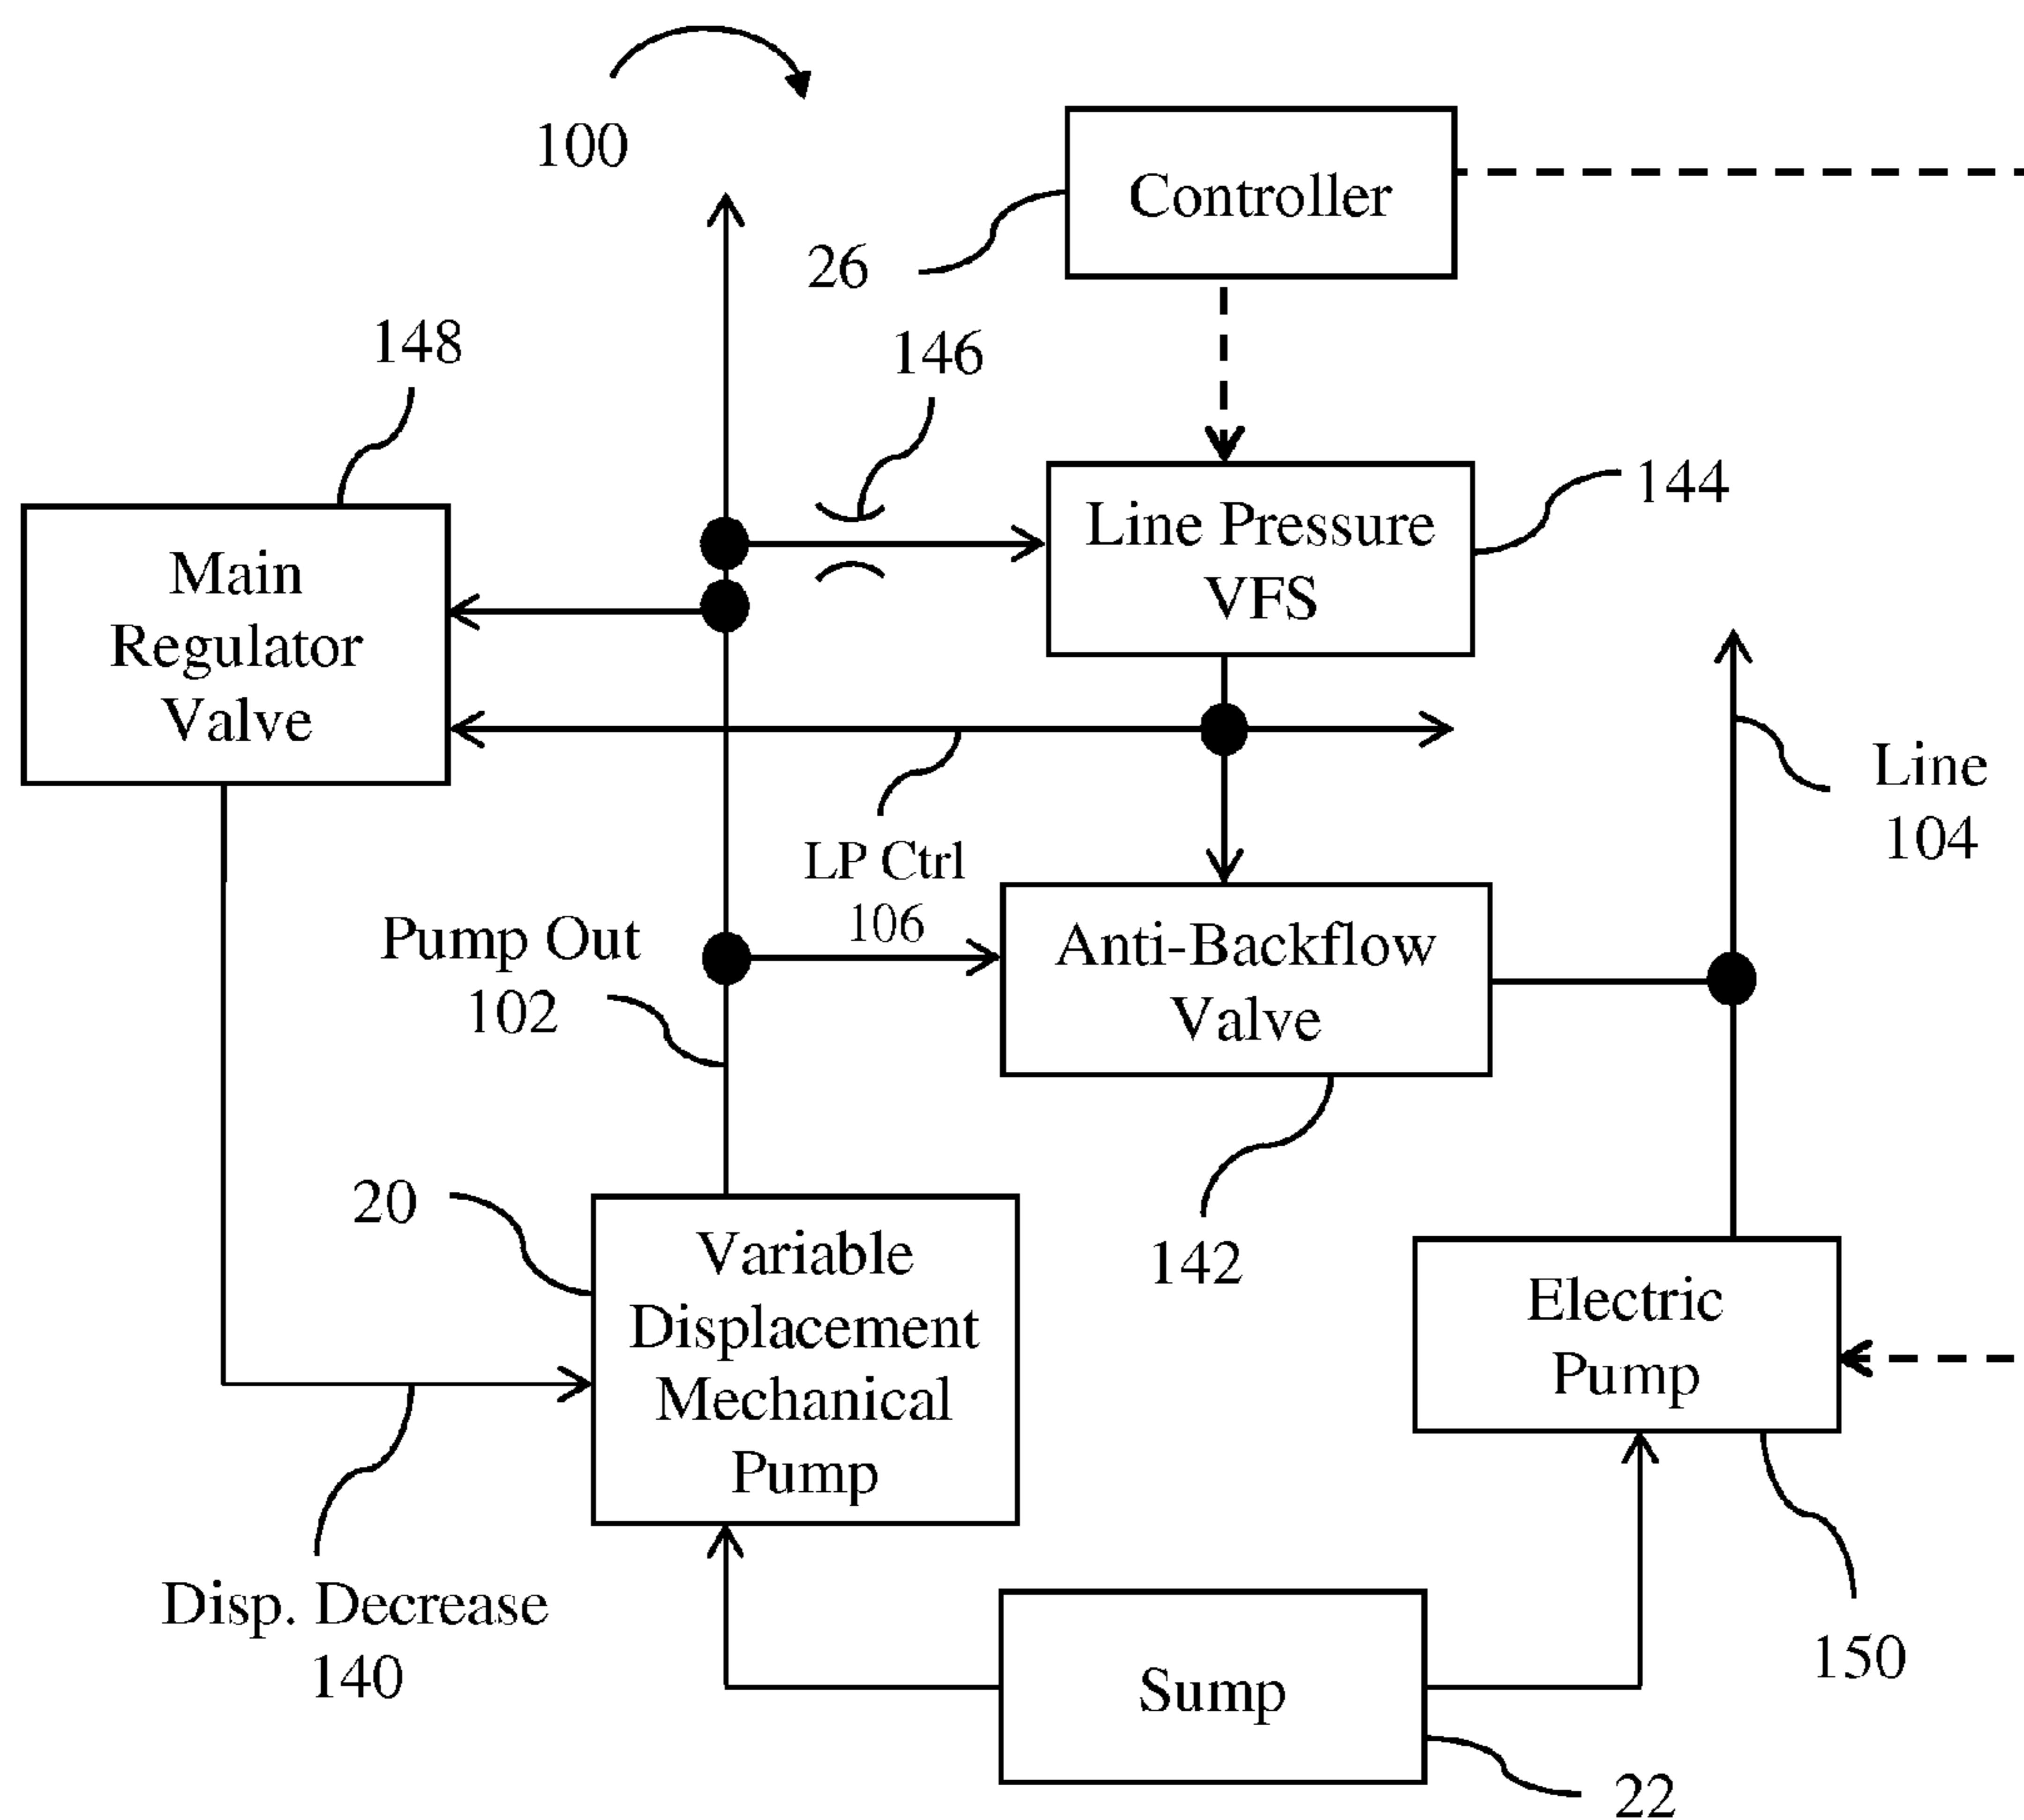 100
Controller
26
148
146
144
Line Pressure
VFS
Main
Regulator
Valve
Line
104
LP Ctrl
106
Pump Out
102
Anti-Backflow
Valve
20
142
Variable
Displacement
Mechanical
Pump
Electric
Pump
Disp. Decrease
140
150
Sump
22